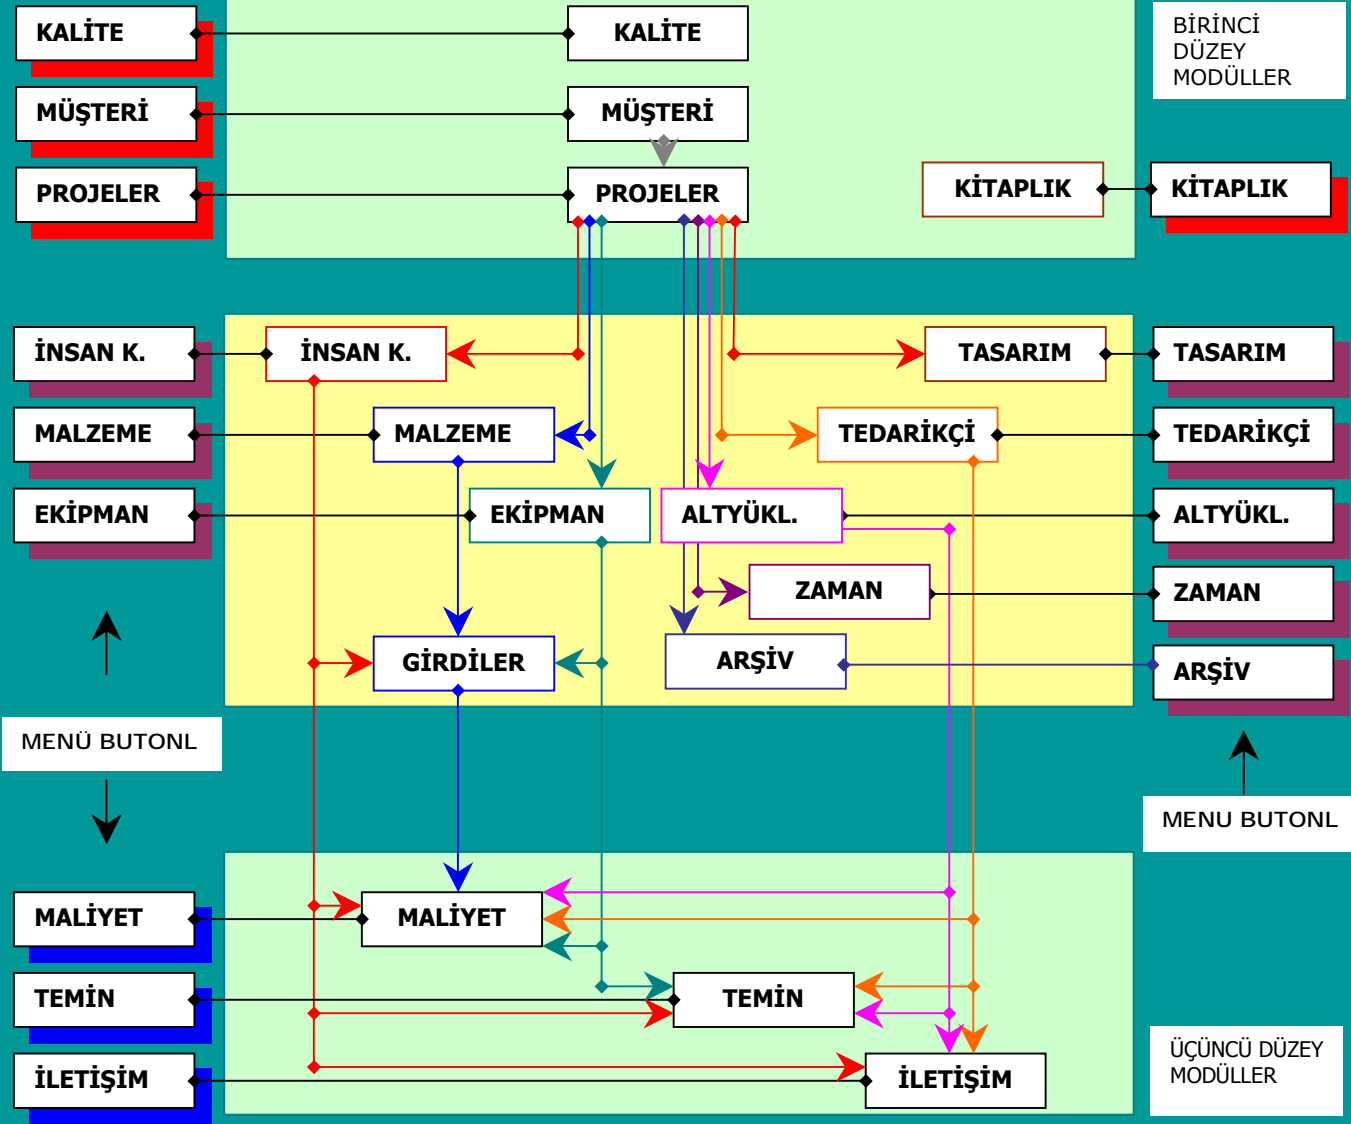 KALİTE
KALİTE
BİRİNCİ
DÜZEY
MODÜLLER
MÜŞTERİ
MÜŞTERİ
PROJELER
PROJELER
KİTAPLIK
KİTAPLIK
İNSAN K.
İNSAN K.
TASARIM
TASARIM
MALZEME
MALZEME
TEDARİKÇİ
TEDARİKÇİ
EKİPMAN
EKİPMAN
ALTYÜKL.
ALTYÜKL.
ZAMAN
ZAMAN
GİRDİLER
ARŞİV
ARŞİV
MENÜ BUTONL
MENU BUTONL
MALİYET
MALİYET
TEMİN
TEMİN
ÜÇÜNCÜ DÜZEY
MODÜLLER
İLETİŞİM
İLETİŞİM